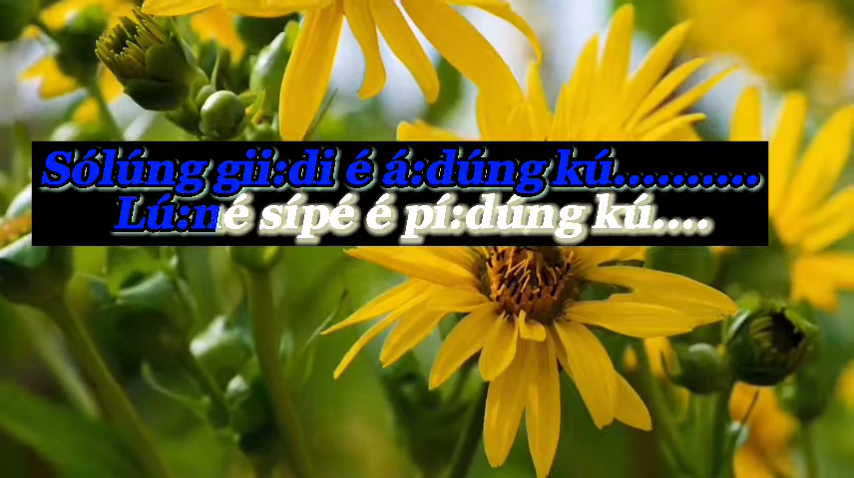 Sólúng gii:di é á:dúng kú..........
Lú:né sípé é pí:dúng kú....